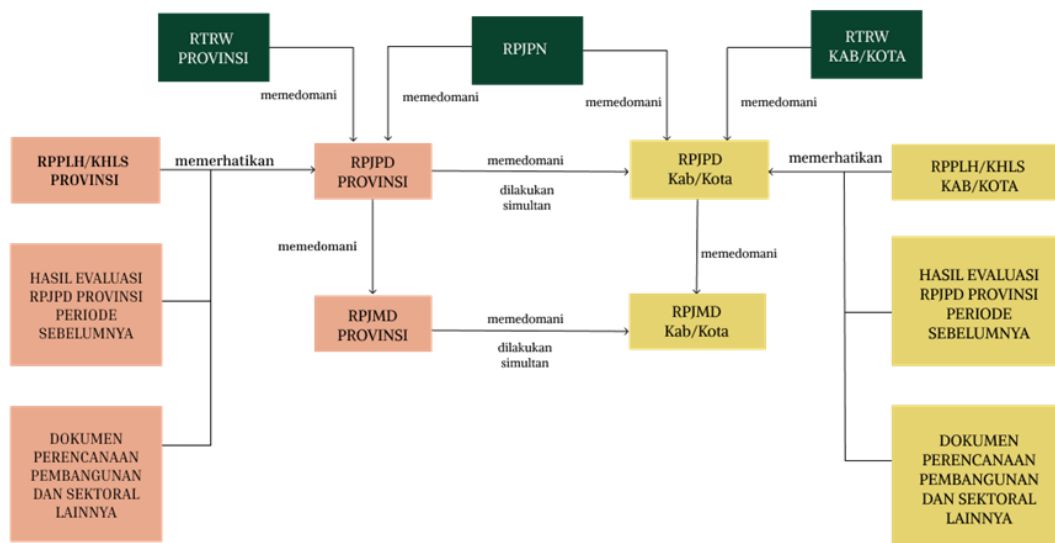 RTRW
PROVINSI
RPJPN
RTRW
KAB/KOTA
memedomani
memedomani
memedomani
memedomani
RPPLH/KHLS
PROVINSI
memerhatikan
RPJPD
PROVINSI
memedomani
dilakukan
simultan
RPJPD
Kab/Kota
memerhatikan
RPPLH/KHLS
KAB/KOTA
memedomani
memedomani
HASIL EVALUASI
RPJPD PROVINSI
PERIODE
SEBELUMNYA
RPJMD
PROVINSI
memedomani
dilakukan
simultan
RPJMD
Kab/Kota
HASIL EVALUASI
RPJPD PROVINSI
PERIODE
SEBELUMNYA
DOKUMEN
PERENCANAAN
PEMBANGUNAN
DAN SEKTORAL
LAINNYA
DOKUMEN
PERENCANAAN
PEMBANGUNAN
DAN SEKTORAL
LAINNYA